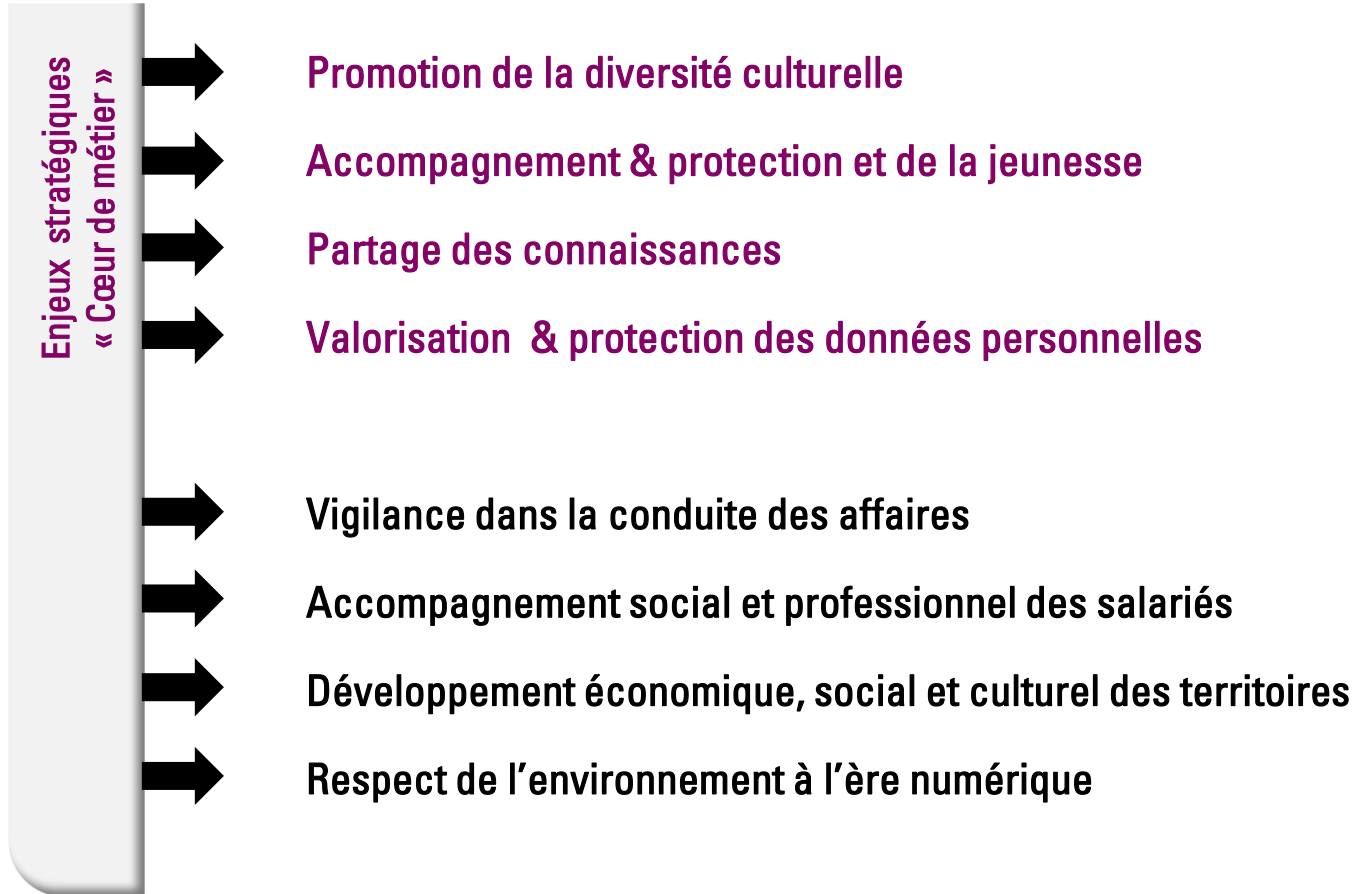 Enjeux stratégiques
« Cœur de métier »
Promotion de la diversité culturelle
Accompagnement & protection et de la jeunesse
Partage des connaissances
Valorisation & protection des données personnelles
Vigilance dans la conduite des affaires
Accompagnement social et professionnel des salariés
Développement économique, social et culturel des territoires
Respect de l’environnement à l’ère numérique